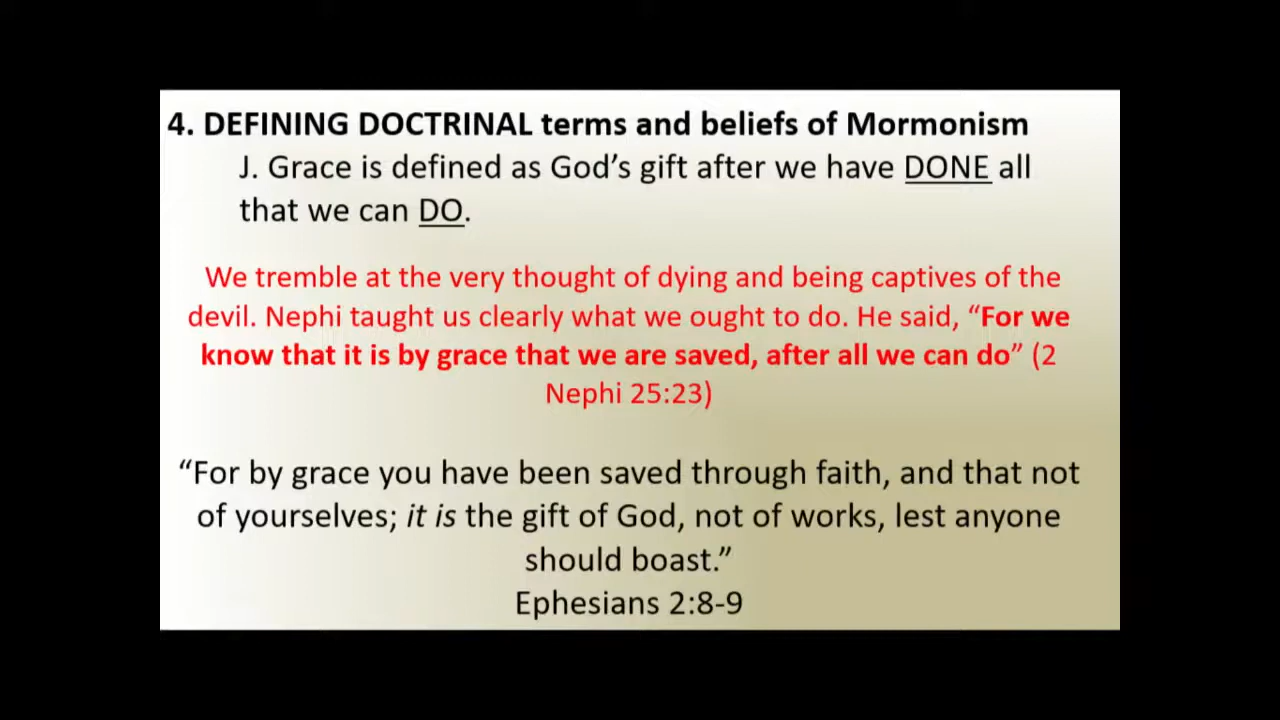 4. DEFINING DOCTRINAL terms and beliefs of Mormonism
J. Grace is defined as God’s gift after we have DONE all
that we can DO.
We tremble at the very thought of dying and being captives of the
devil. Nephi taught us clearly what we ought to do. He said, “For we
know that it is by grace that we are saved, after all we can do” (2
Nephi 25:23)
“For by grace you have been saved through faith, and that not
of yourselves; it is the gift of God, not of works, lest anyone
should boast.”
Ephesians 2:8-9